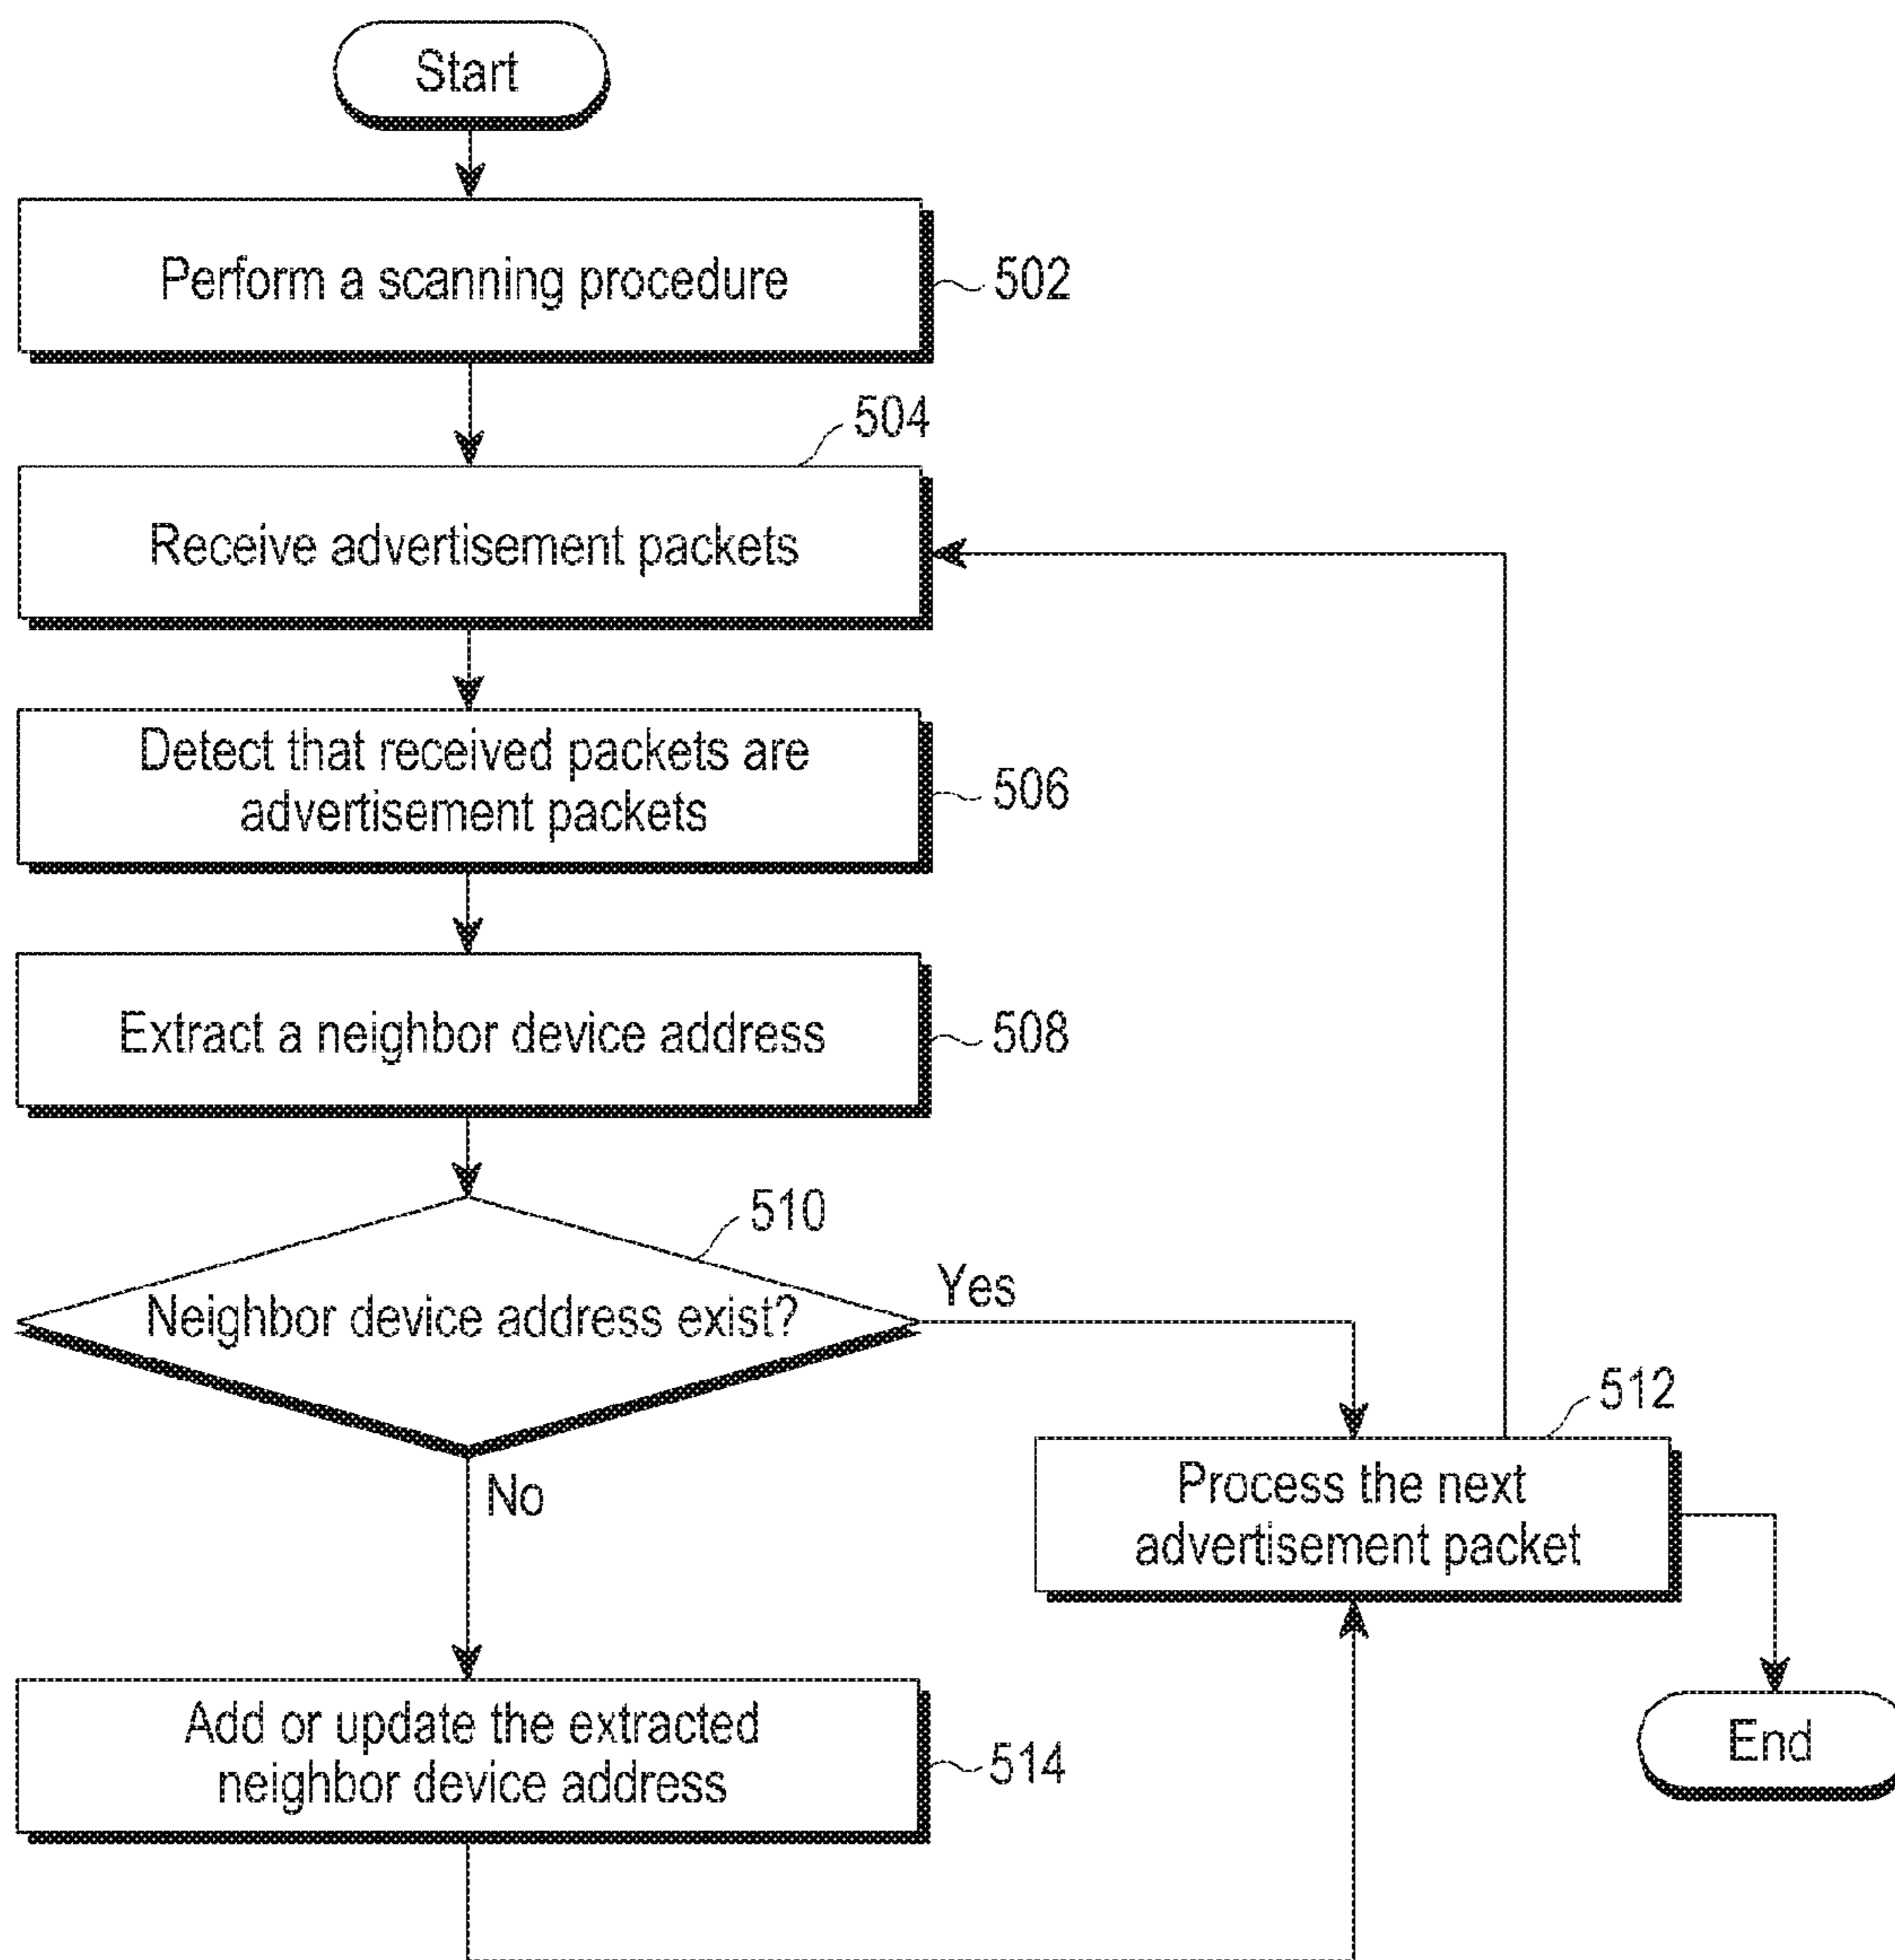 Start
Perform a scanning procedure
502
504
Receive advertisement packets
Detect that received packets are
advertisement packets
506
Extract a neighbor device address
508
510
Neighbor device address exist?
Yes
No
512
Process the next
advertisement packet
Add or update the extracted
neighbor device address
514
End